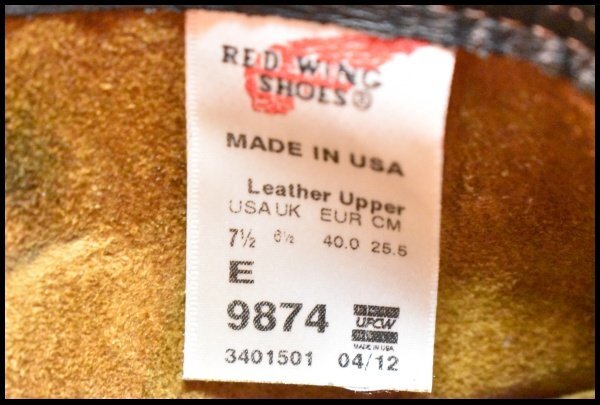 RED WING
SHOES®
MADE IN USA
Leather Upper
USA UK EUR CM
7½ 6½ 40.0 25.5
E
9874
UFCW
MADE IN USA
3401501 04/12